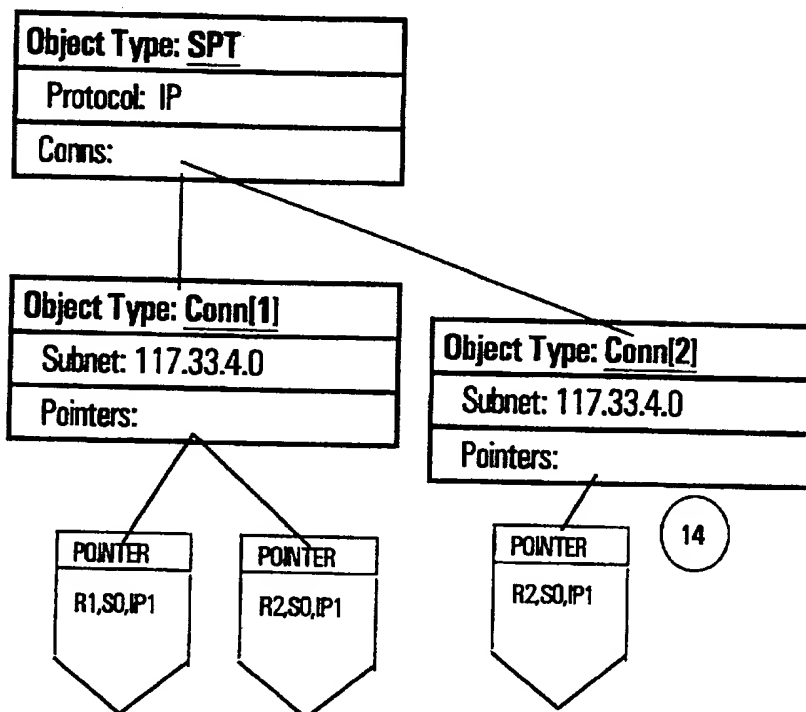 Object Type: SPT
Protocol: IP
Conns:
Object Type: Conn[1]
Subnet: 117.33.4.0
Pointers:
Object Type: Conn[2]
Subnet: 117.33.4.0
Pointers:
POINTER
R1,S0,IP1
POINTER
R2,S0,IP1
POINTER
R2,S0,IP1
14